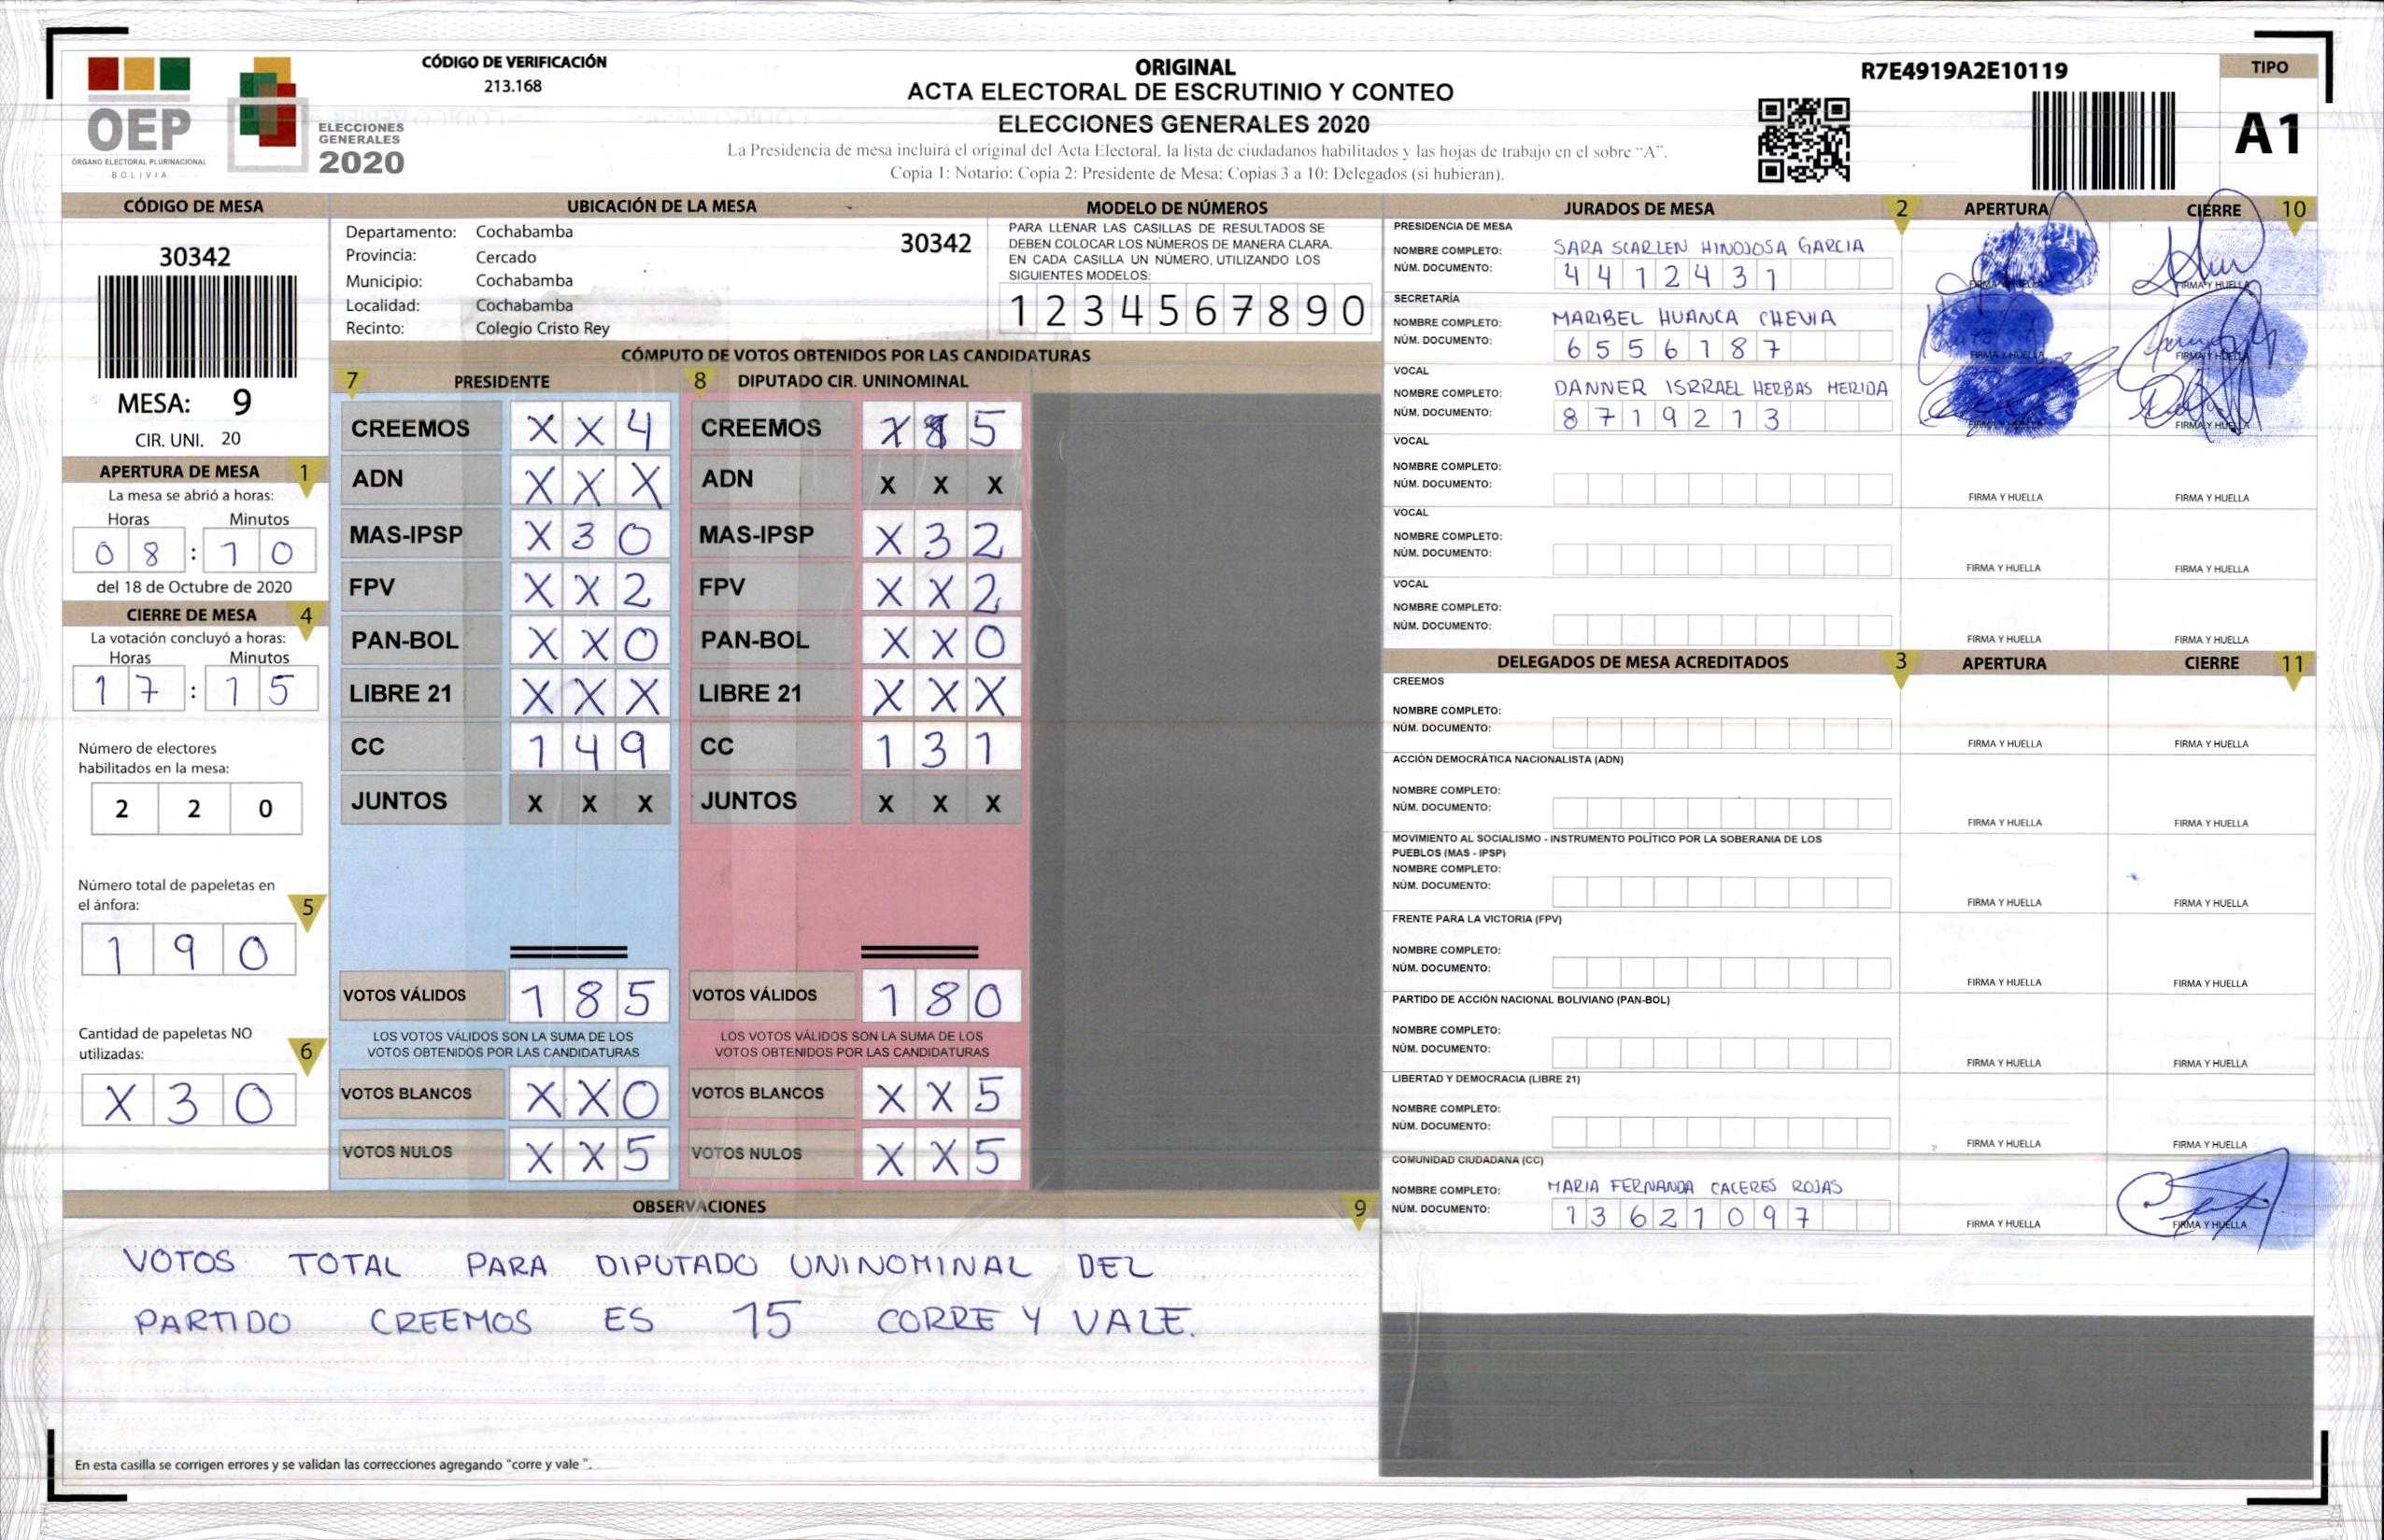 OEP
ÓRGANO ELECTORAL PLURINACIONAL
BOLIVIA
ELECCIONES
GENERALES
2020
CÓDIGO DE VERIFICACIÓN
213.168
ORIGINAL
ACTA ELECTORAL DE ESCRUTINIO Y CONTEO
ELECCIONES GENERALES 2020
La Presidencia de mesa incluirá el original del Acta Electoral, la lista de ciudadanos habilitados y las hojas de trabajo en el sobre “A”.
Copia 1: Notario; Copia 2: Presidente de Mesa; Copias 3 a 10: Delegados (si hubieran).
R7E4919A2E10119
TIPO
A1
CÓDIGO DE MESA
30342
MESA: 9
CIR. UNI. 20
APERTURA DE MESA 1
La mesa se abrió a horas:
Horas Minutos
0 8 : 1 0
del 18 de Octubre de 2020
CIERRE DE MESA 4
La votación concluyó a horas:
Horas Minutos
1 7 : 1 5
Número de electores
habilitados en la mesa:
2 2 0
Número total de papeletas en
el ánfora: 5
1 9 0
Cantidad de papeletas NO
utilizadas: 6
X 3 0
UBICACIÓN DE LA MESA
Departamento: Cochabamba
30342
Provincia: Cercado
Municipio: Cochabamba
Localidad: Cochabamba
Recinto: Colegio Cristo Rey
MODELO DE NÚMEROS
PARA LLENAR LAS CASILLAS DE RESULTADOS SE
DEBEN COLOCAR LOS NÚMEROS DE MANERA CLARA.
EN CADA CASILLA UN NÚMERO, UTILIZANDO LOS
SIGUIENTES MODELOS:
1 2 3 4 5 6 7 8 9 0
CÓMPUTO DE VOTOS OBTENIDOS POR LAS CANDIDATURAS
7 PRESIDENTE
CREEMOS X X 4
ADN X X X
MAS-IPSP X 3 0
FPV X X 2
PAN-BOL X X 0
LIBRE 21 X X X
CC 1 4 9
JUNTOS X X X
VOTOS VÁLIDOS 1 8 5
LOS VOTOS VÁLIDOS SON LA SUMA DE LOS
VOTOS OBTENIDOS POR LAS CANDIDATURAS
VOTOS BLANCOS X X 0
VOTOS NULOS X X 5
8 DIPUTADO CIR. UNINOMINAL
CREEMOS X 5
ADN X X X
MAS-IPSP X 3 2
FPV X X 2
PAN-BOL X X 0
LIBRE 21 X X X
CC 1 3 1
JUNTOS X X X
VOTOS VÁLIDOS 1 8 0
LOS VOTOS VÁLIDOS SON LA SUMA DE LOS
VOTOS OBTENIDOS POR LAS CANDIDATURAS
VOTOS BLANCOS X X 5
VOTOS NULOS X X 5
OBSERVACIONES 9
VOTOS TOTAL PARA DIPUTADO UNINOMINAL DEL
PARTIDO CREEMOS ES 15 CORRE Y VALE.
En esta casilla se corrigen errores y se validan las correcciones agregando "corre y vale ".
JURADOS DE MESA 2 APERTURA CIERRE 10
PRESIDENCIA DE MESA
NOMBRE COMPLETO: SARA SCARLEN HINOJOSA GARCIA
NÚM. DOCUMENTO: 4 4 1 2 4 3 1
FIRMA Y HUELLA FIRMA Y HUELLA
SECRETARÍA
NOMBRE COMPLETO: MARIBEL HUANCA CHEVIA
NÚM. DOCUMENTO: 6 5 5 6 1 8 7
FIRMA Y HUELLA FIRMA Y HUELLA
VOCAL
NOMBRE COMPLETO: DANNER ISRRAEL HERBAS MERIDA
NÚM. DOCUMENTO: 8 7 1 9 2 1 3
FIRMA Y HUELLA FIRMA Y HUELLA
VOCAL
NOMBRE COMPLETO:
NÚM. DOCUMENTO:
FIRMA Y HUELLA FIRMA Y HUELLA
VOCAL
NOMBRE COMPLETO:
NÚM. DOCUMENTO:
FIRMA Y HUELLA FIRMA Y HUELLA
VOCAL
NOMBRE COMPLETO:
NÚM. DOCUMENTO:
FIRMA Y HUELLA FIRMA Y HUELLA
DELEGADOS DE MESA ACREDITADOS 3 APERTURA CIERRE 11
CREEMOS
NOMBRE COMPLETO:
NÚM. DOCUMENTO:
FIRMA Y HUELLA FIRMA Y HUELLA
ACCIÓN DEMOCRÁTICA NACIONALISTA (ADN)
NOMBRE COMPLETO:
NÚM. DOCUMENTO:
FIRMA Y HUELLA FIRMA Y HUELLA
MOVIMIENTO AL SOCIALISMO - INSTRUMENTO POLÍTICO POR LA SOBERANIA DE LOS
PUEBLOS (MAS - IPSP)
NOMBRE COMPLETO:
NÚM. DOCUMENTO:
FIRMA Y HUELLA FIRMA Y HUELLA
FRENTE PARA LA VICTORIA (FPV)
NOMBRE COMPLETO:
NÚM. DOCUMENTO:
FIRMA Y HUELLA FIRMA Y HUELLA
PARTIDO DE ACCIÓN NACIONAL BOLIVIANO (PAN-BOL)
NOMBRE COMPLETO:
NÚM. DOCUMENTO:
FIRMA Y HUELLA FIRMA Y HUELLA
LIBERTAD Y DEMOCRACIA (LIBRE 21)
NOMBRE COMPLETO:
NÚM. DOCUMENTO:
FIRMA Y HUELLA FIRMA Y HUELLA
COMUNIDAD CIUDADANA (CC)
NOMBRE COMPLETO: MARIA FERNANDA CACERES ROJAS
NÚM. DOCUMENTO: 1 3 6 2 1 0 9 7
FIRMA Y HUELLA FIRMA Y HUELLA